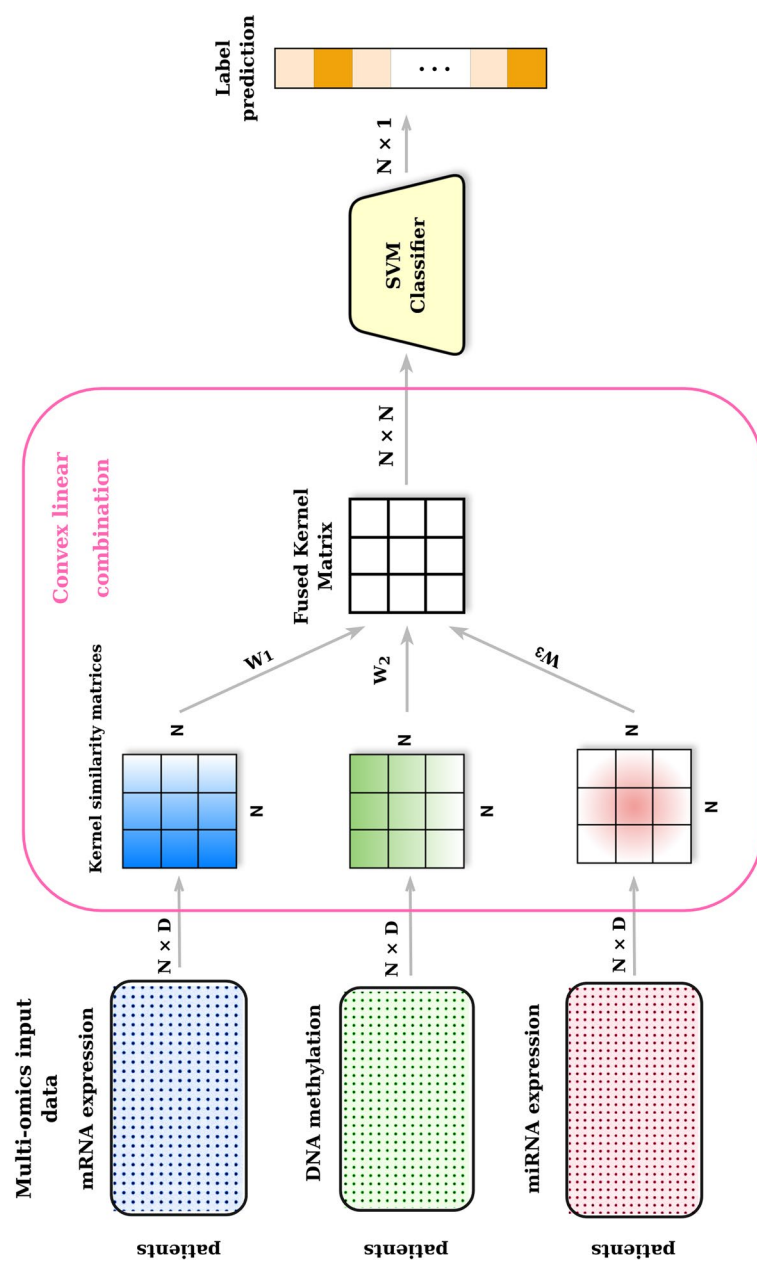 Multi-omics input
data
mRNA expression
patients
N × D
DNA methylation
patients
N × D
miRNA expression
patients
N × D
Convex linear
combination
Kernel similarity matrices
N
N
N
N
N
N
W1
W2
W3
Fused Kernel
Matrix
N × N
SVM
Classifier
N × 1
Label
prediction
...